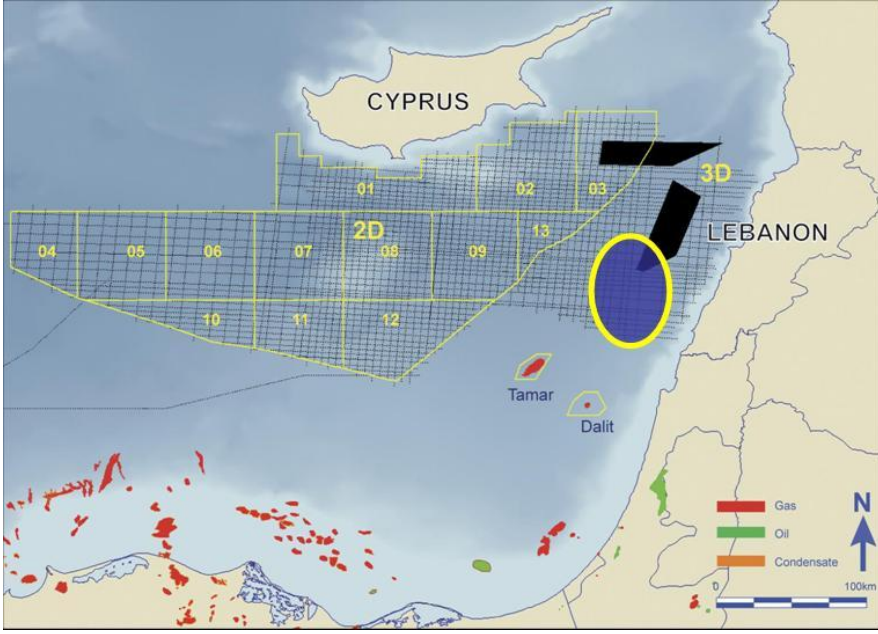 CYPRUS
01
02
03
3D
04
05
06
07
2D
08
09
13
LEBANON
10
11
12
Tamar
Dalit
Gas
Oil
Condensate
N
0
100km